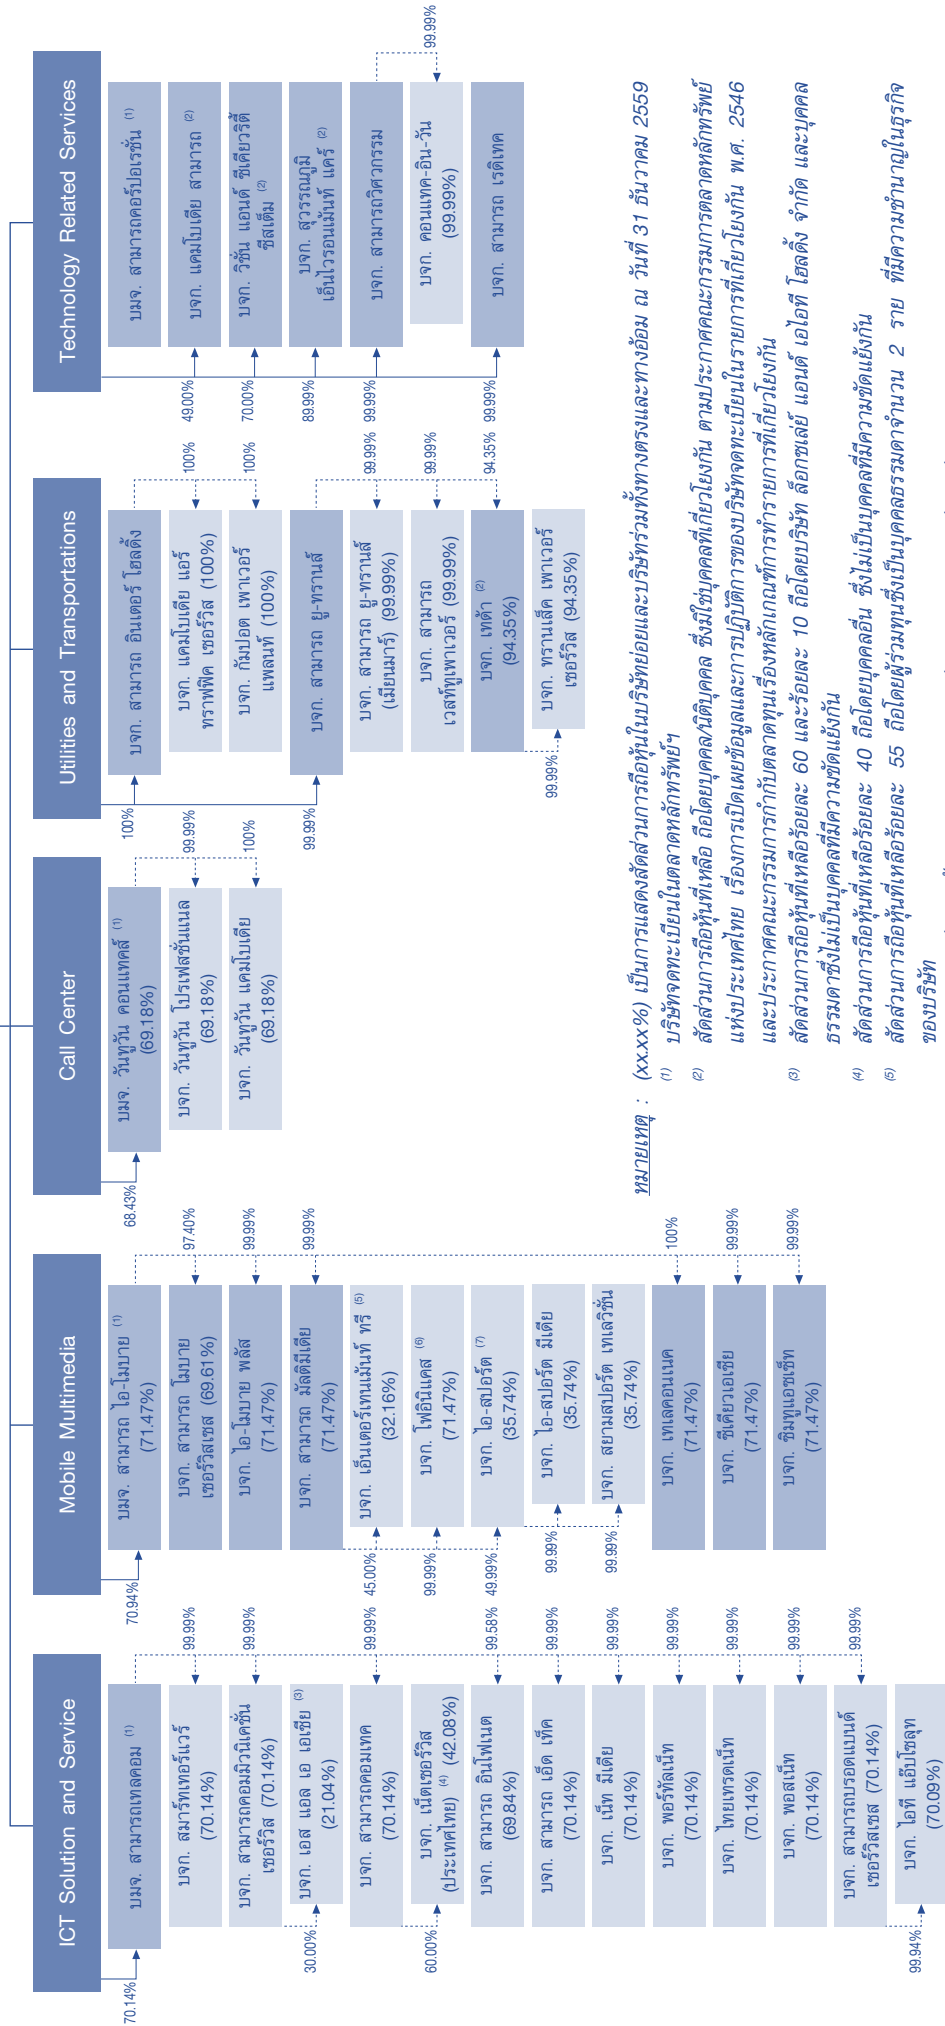 ICT Solution and Service
70.14%
บมจ. สามารถเทลคอม (1)
บจก. สมาร์ทเทอร์แวร์
(70.14%)
99.99%
บจก. สามารถคอมมิวนิเคชั่น
เซอร์วิส (70.14%)
99.99%
บจก. เอส แอล เอ เอเชีย (3)
(21.04%)
30.00%
บจก. สามารถคอมเทค
(70.14%)
99.99%
บจก. เน็ตเซอร์วิส
(ประเทศไทย) (4) (42.08%)
60.00%
บจก. สามารถ อินโฟเนต
(69.84%)
99.58%
บจก. สามารถ เอ็ด เท็ค
(70.14%)
99.99%
บจก. เน็ท มีเดีย
(70.14%)
99.99%
บจก. พอร์ทัลเน็ท
(70.14%)
99.99%
บจก. ไทยเทรดเน็ท
(70.14%)
99.99%
บจก. พอสเน็ท
(70.14%)
99.99%
บจก. สามารถบรอดแบนด์
เซอร์วิสเซส (70.14%)
99.99%
บจก. ไอที แอ๊บโซลุท
(70.09%)
99.94%
Mobile Multimedia
70.94%
บมจ. สามารถ ไอ-โมบาย (1)
(71.47%)
บจก. สามารถ โมบาย
เซอร์วิสเซส (69.61%)
97.40%
บจก. ไอ-โมบาย พลัส
(71.47%)
99.99%
บจก. สามารถ มัลติมีเดีย
(71.47%)
99.99%
บจก. เอ็นเตอร์เทนเม้นท์ ทรี (5)
(32.16%)
45.00%
บจก. โฟอินแคส (6)
(71.47%)
99.99%
บจก. ไอ-สปอร์ต (7)
(35.74%)
49.99%
บจก. ไอ-สปอร์ต มีเดีย
(35.74%)
99.99%
บจก. สยามสปอร์ต เทเลวิชั่น
(35.74%)
99.99%
บจก. เทเลคอนเนค
(71.47%)
100%
บจก. ซีเคียวเอเชีย
(71.47%)
99.99%
บจก. ซิมทูแอชเซ็ท
(71.47%)
99.99%
Call Center
68.43%
บมจ. วันทูวัน คอนแทคส์ (1)
(69.18%)
บจก. วันทูวัน โปรเฟสชั่นแนล
(69.18%)
99.99%
บจก. วันทูวัน แคมโบเดีย
(69.18%)
100%
Utilities and Transportations
100%
บจก. สามารถ อินเตอร์ โฮลดิ้ง
บจก. แคมโบเดีย แอร์
ทราฟฟิค เซอร์วิส (100%)
100%
บจก. กัมปอต เพาเวอร์
แพลนท์ (100%)
100%
99.99%
บจก. สามารถ ยู-ทรานส์
บจก. สามารถ ยู-ทรานส์
(เมียนมาร์) (99.99%)
99.99%
บจก. สามารถ
เวสท์ทูเพาเวอร์ (99.99%)
99.99%
บจก. เทด้า (2)
(94.35%)
94.35%
บจก. ทรานเล็ค เพาเวอร์
เซอร์วิส (94.35%)
99.99%
Technology Related Services
บมจ. สามารถคอร์ปอเรชั่น (1)
49.00%
บจก. แคมโบเดีย สามารถ (2)
70.00%
บจก. วิชั่น แอนด์ ซีเคียวริตี้
ซิสเต็ม (2)
89.99%
บจก. สุวรรณภูมิ
เอ็นไวรอนเม้นท์ แคร์ (2)
99.99%
บจก. สามารถวิศวกรรม
บจก. คอนแทค-อิน-วัน
(99.99%)
99.99%
99.99%
บจก. สามารถ เรดิเทค
หมายเหตุ : (xx.xx%) เป็นการแสดงสัดส่วนการถือหุ้นในบริษัทย่อยและบริษัทร่วมทั้งทางตรงและทางอ้อม ณ วันที่ 31 ธันวาคม 2559
(1) บริษัทจดทะเบียนในตลาดหลักทรัพย์ฯ
(2) สัดส่วนการถือหุ้นที่เหลือ ถือโดยบุคคล/นิติบุคคล ซึ่งมิใช่บุคคลที่เกี่ยวโยงกัน ตามประกาศคณะกรรมการตลาดหลักทรัพย์
แห่งประเทศไทย เรื่องการเปิดเผยข้อมูลและการปฏิบัติการของบริษัทจดทะเบียนในรายการที่เกี่ยวโยงกัน พ.ศ. 2546
และประกาศคณะกรรมการกำกับตลาดทุนเรื่องหลักเกณฑ์การทำรายการที่เกี่ยวโยงกัน
(3) สัดส่วนการถือหุ้นที่เหลือร้อยละ 60 และร้อยละ 10 ถือโดยบริษัท ล็อกซเล่ย์ แอนด์ เอไอที โฮลดิ้ง จำกัด และบุคคล
ธรรมดาซึ่งไม่เป็นบุคคลที่มีความขัดแย้งกัน
(4) สัดส่วนการถือหุ้นที่เหลือร้อยละ 40 ถือโดยบุคคลอื่น ซึ่งไม่เป็นบุคคลที่มีความขัดแย้งกัน
(5) สัดส่วนการถือหุ้นที่เหลือร้อยละ 55 ถือโดยผู้ร่วมทุนซึ่งเป็นบุคคลธรรมดาจำนวน 2 ราย ที่มีความชำนาญในธุรกิจ
ของบริษัท